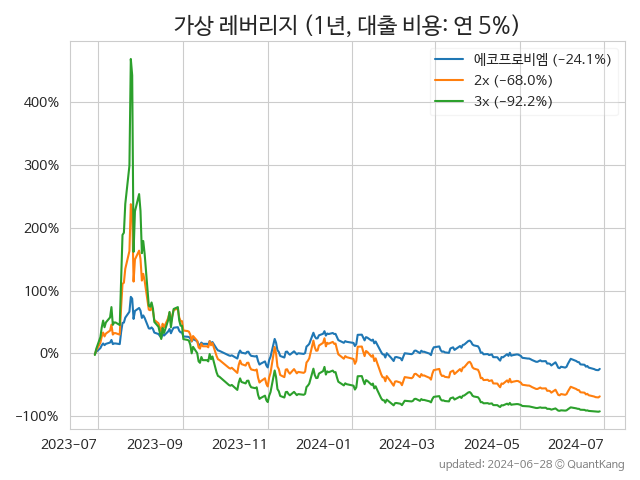 가상 레버리지 (1년, 대출 비용: 연 5%)
에코프로비엠 (−24.1%)
2x (−68.0%)
3x (−92.2%)
400%
300%
200%
100%
0%
−100%
2023-07 2023-09 2023-11 2024-01 2024-03 2024-05 2024-07
updated: 2024-06-28 © QuantKang